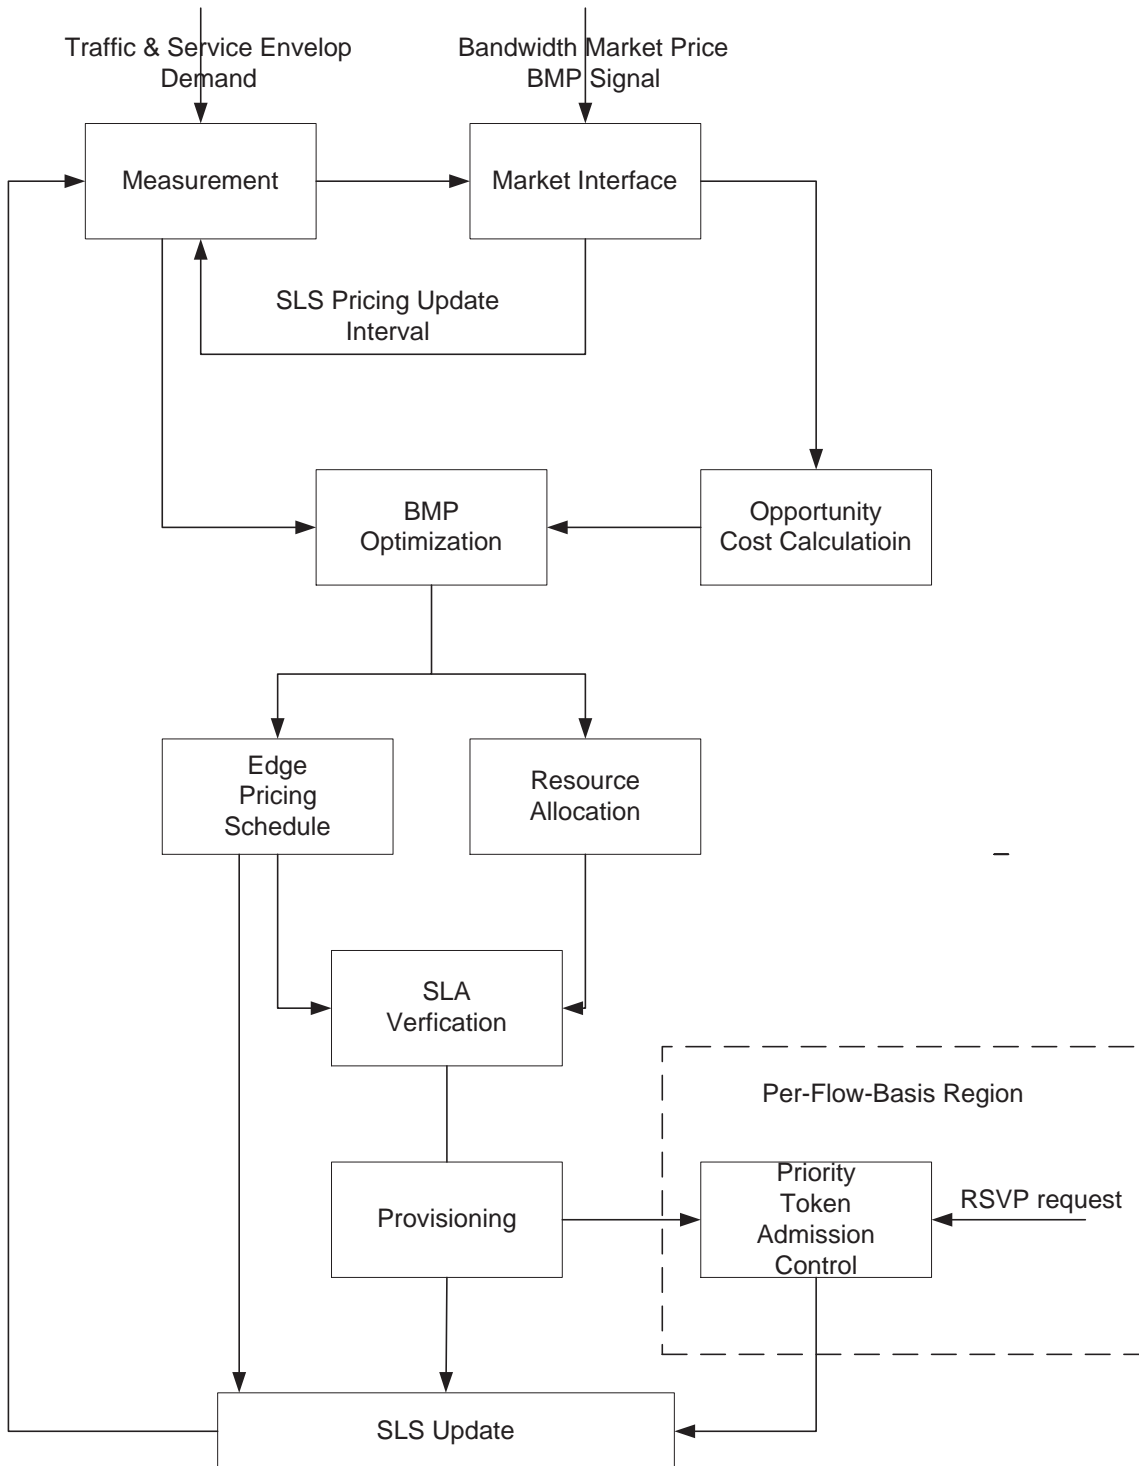 Traffic & Service Envelop
Demand
Bandwidth Market Price
BMP Signal
Measurement
Market Interface
SLS Pricing Update
Interval
BMP
Optimization
Opportunity
Cost Calculatioin
Edge
Pricing
Schedule
Resource
Allocation
SLA
Verfication
Per-Flow-Basis Region
Provisioning
Priority
Token
Admission
Control
RSVP request
SLS Update